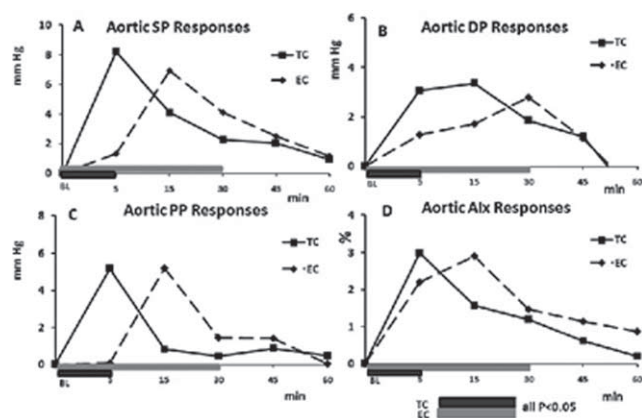 A Aortic SP Responses
mm Hg
10
8
6
4
2
0
TC
EC
BL 5 15 30 45 60
min
B Aortic DP Responses
mm Hg
6
4
2
0
TC
-EC
BL 5 15 30 45 60
min
C Aortic PP Responses
mm Hg
8
6
4
2
0
TC
-EC
BL 5 15 30 45 60
min
D Aortic AIx Responses
%
4
3
2
1
0
TC
-EC
BL 5 15 30 45 60
min
TC
EC
all P<0.05